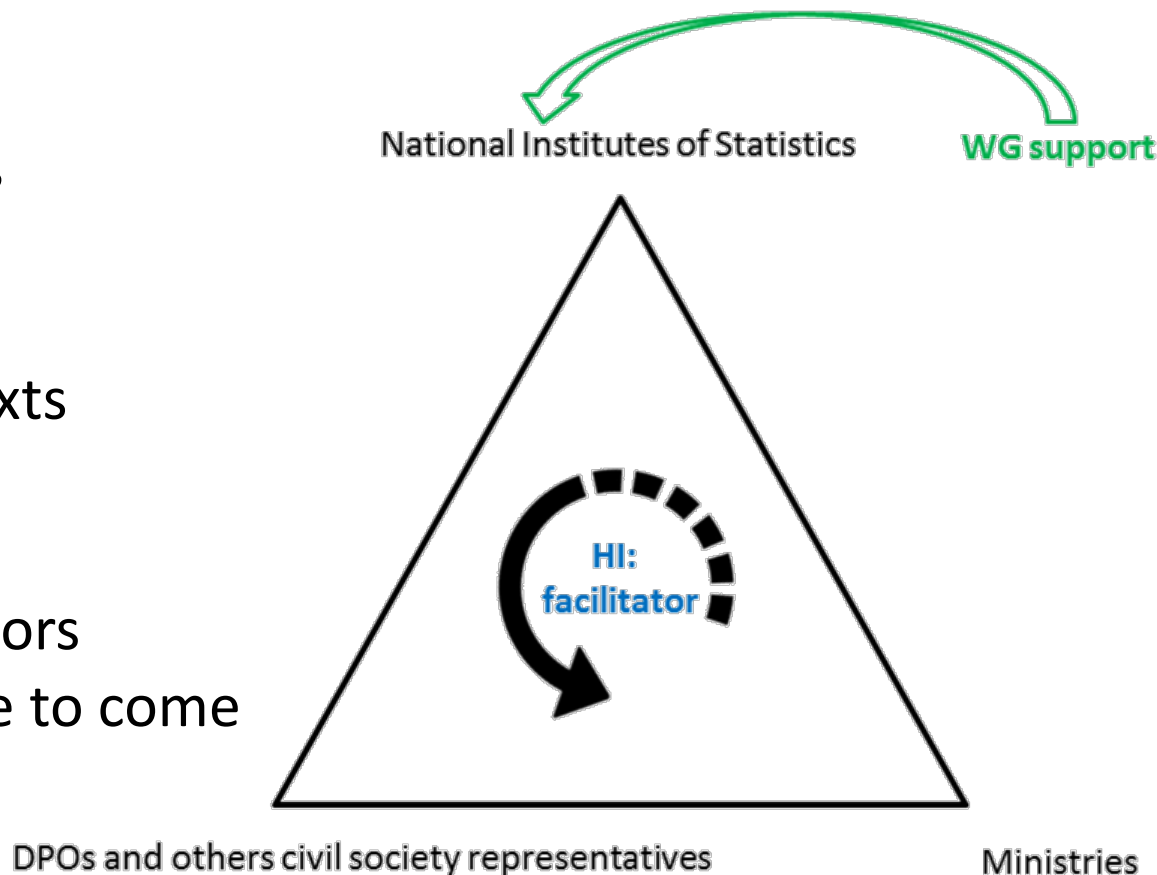 National Institutes of Statistics
WG support
xts
HI:
facilitator
ors
e to come
DPOs and others civil society representatives
Ministries